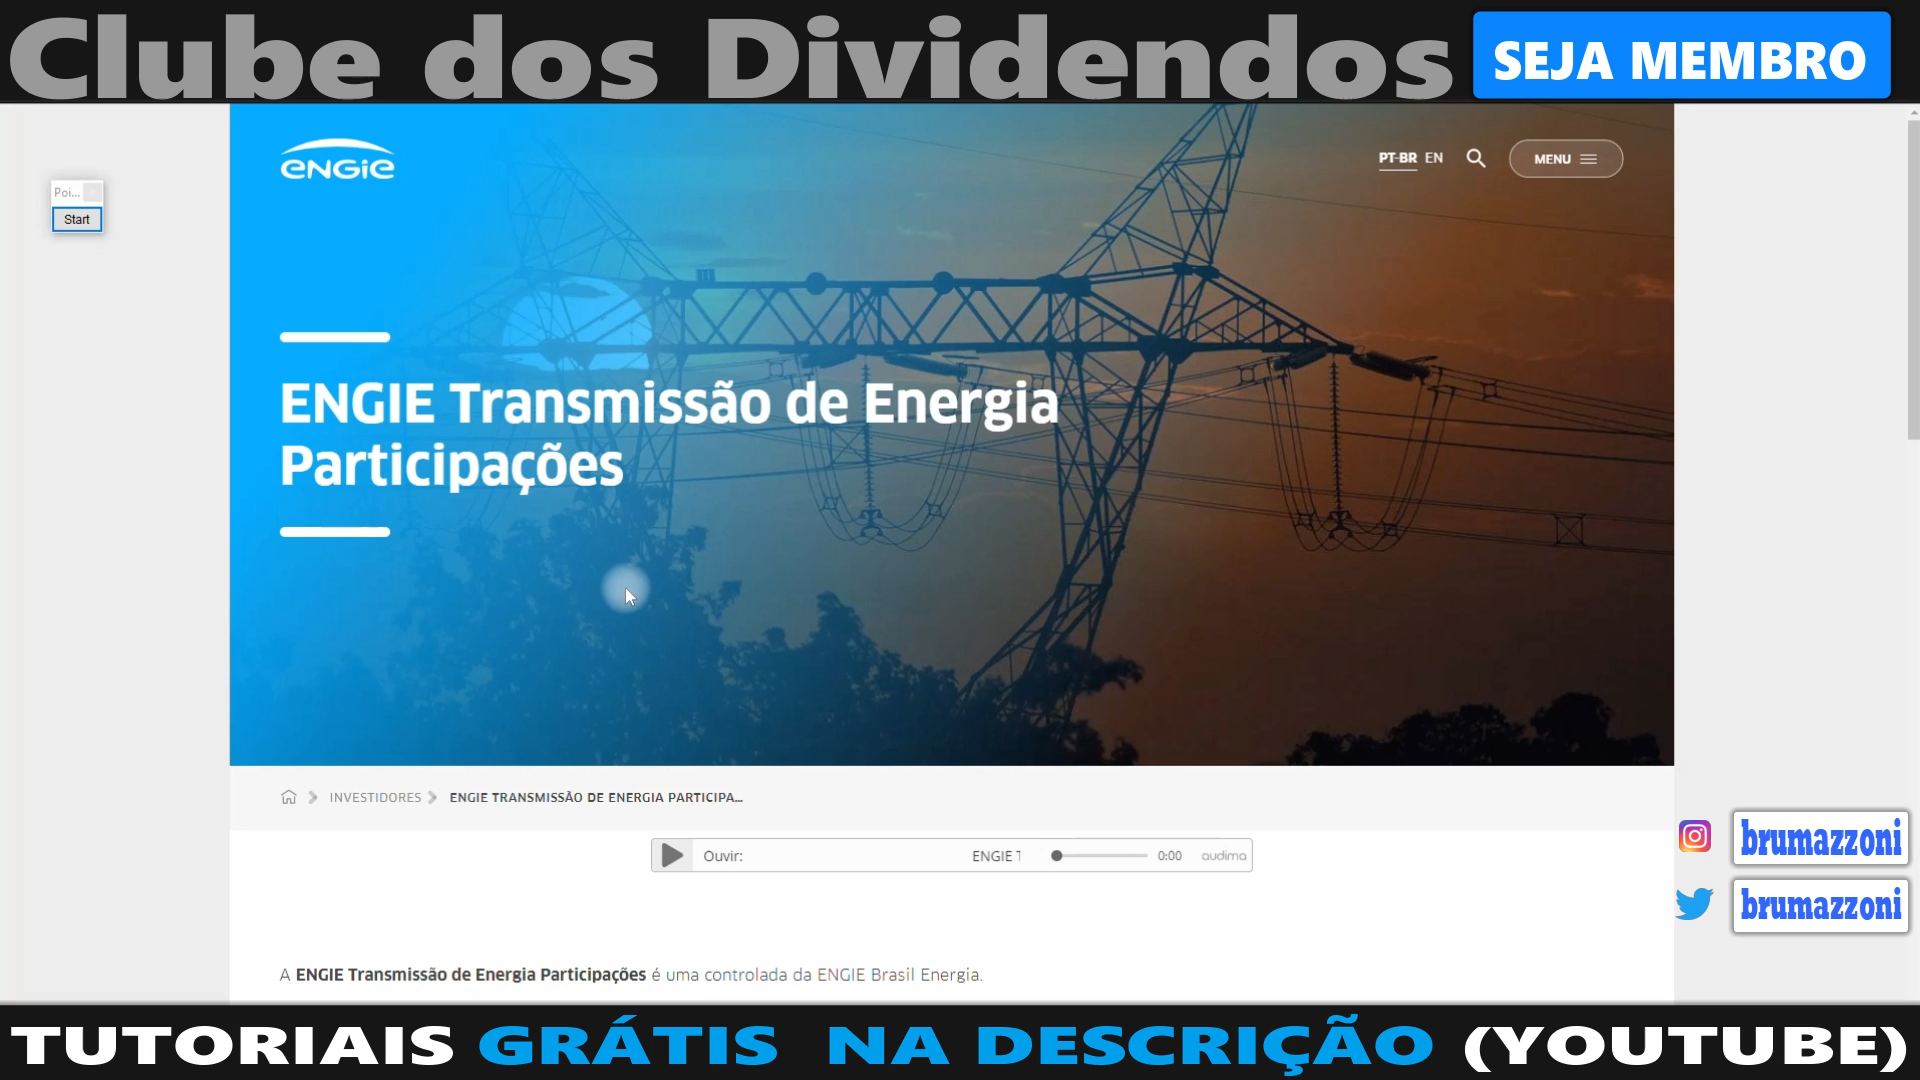 Clube dos Dividendos
SEJA MEMBRO
ENGIE
PT-BR EN
MENU
Poi...
Start
ENGIE Transmissão de Energia
Participações
INVESTIDORES
ENGIE TRANSMISSÃO DE ENERGIA PARTICIPA...
Ouvir:
ENGIE T
0:00
audima
brumazzoni
brumazzoni
A ENGIE Transmissão de Energia Participações é uma controlada da ENGIE Brasil Energia.
TUTORIAIS GRÁTIS NA DESCRIÇÃO (YOUTUBE)